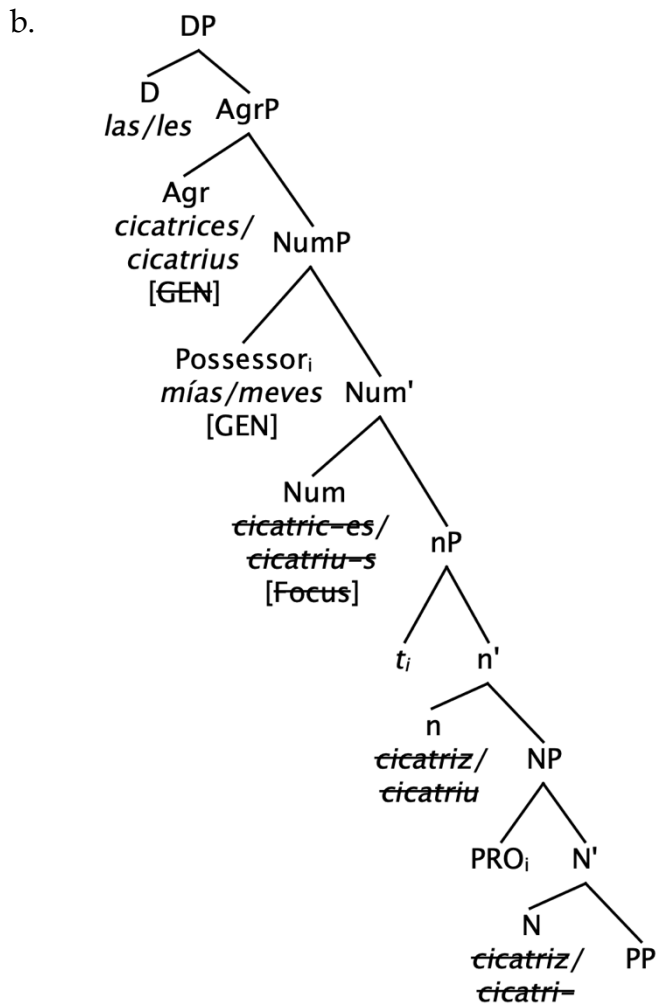 b.
DP
D
las/les
AgrP
Agr
cicatrices/
cicatrius
[GEN]
NumP
Possessorᵢ
mías/meves
[GEN]
Num'
Num
cicatric-es/
cicatriu-s
[Focus]
nP
tᵢ
n'
n
cicatriz/
cicatriu
NP
PROᵢ
N'
N
cicatriz/
cicatri-
PP